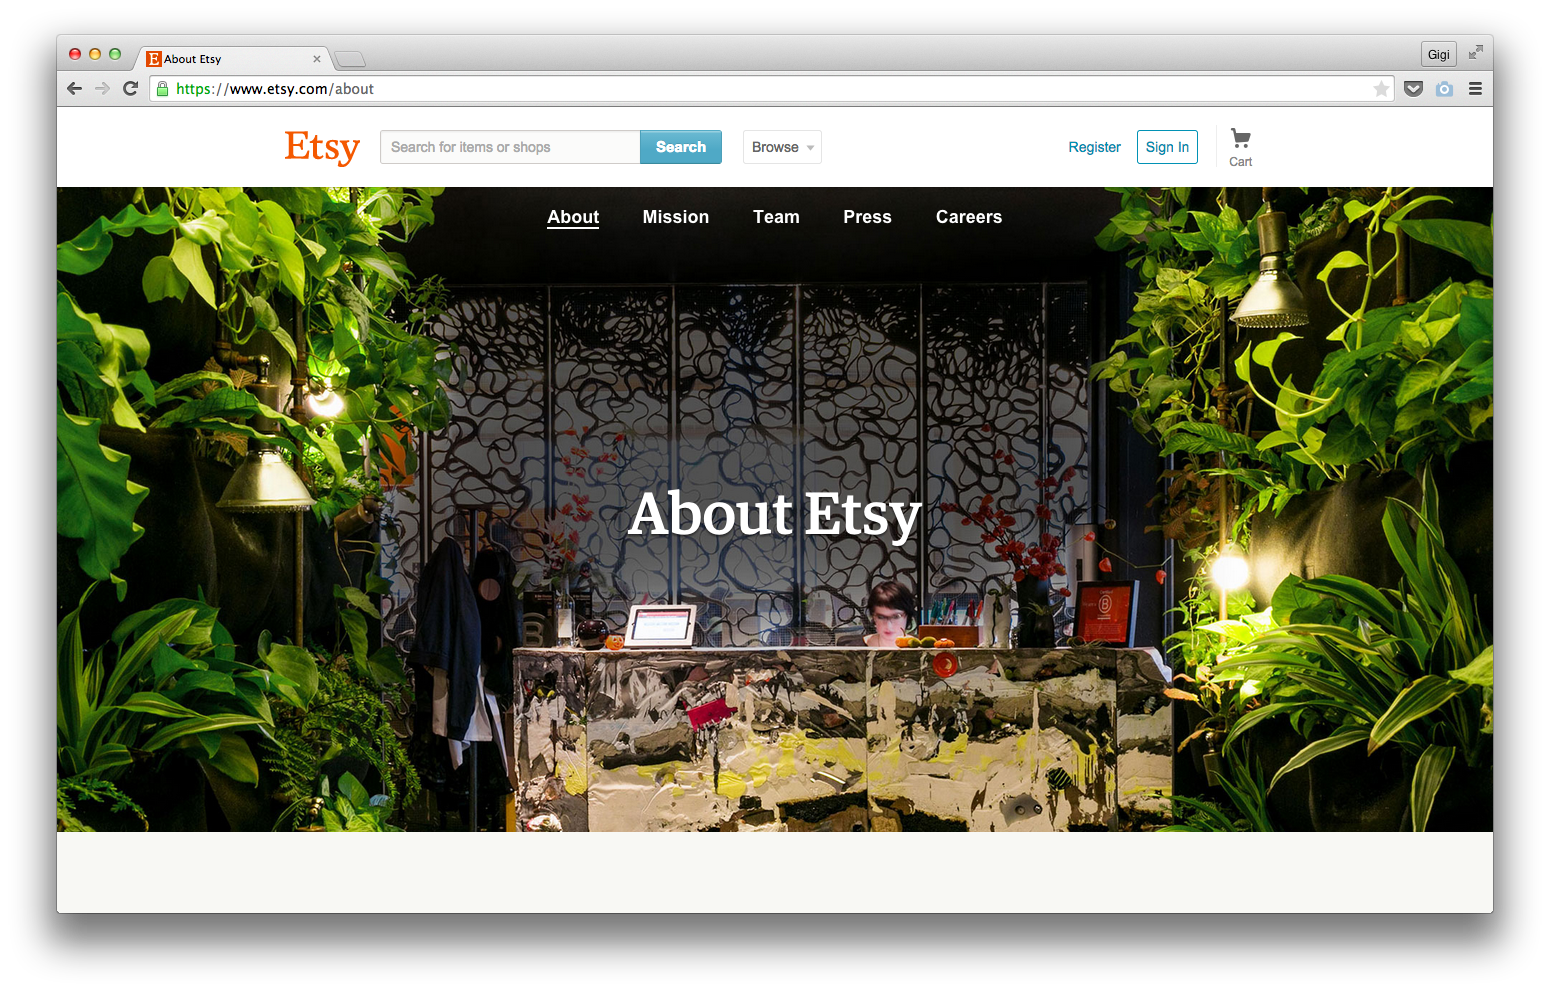 About Etsy
Gigi
https://www.etsy.com/about
Etsy
Search for items or shops
Search
Browse
Register
Sign In
Cart
About
Mission
Team
Press
Careers
About Etsy
B